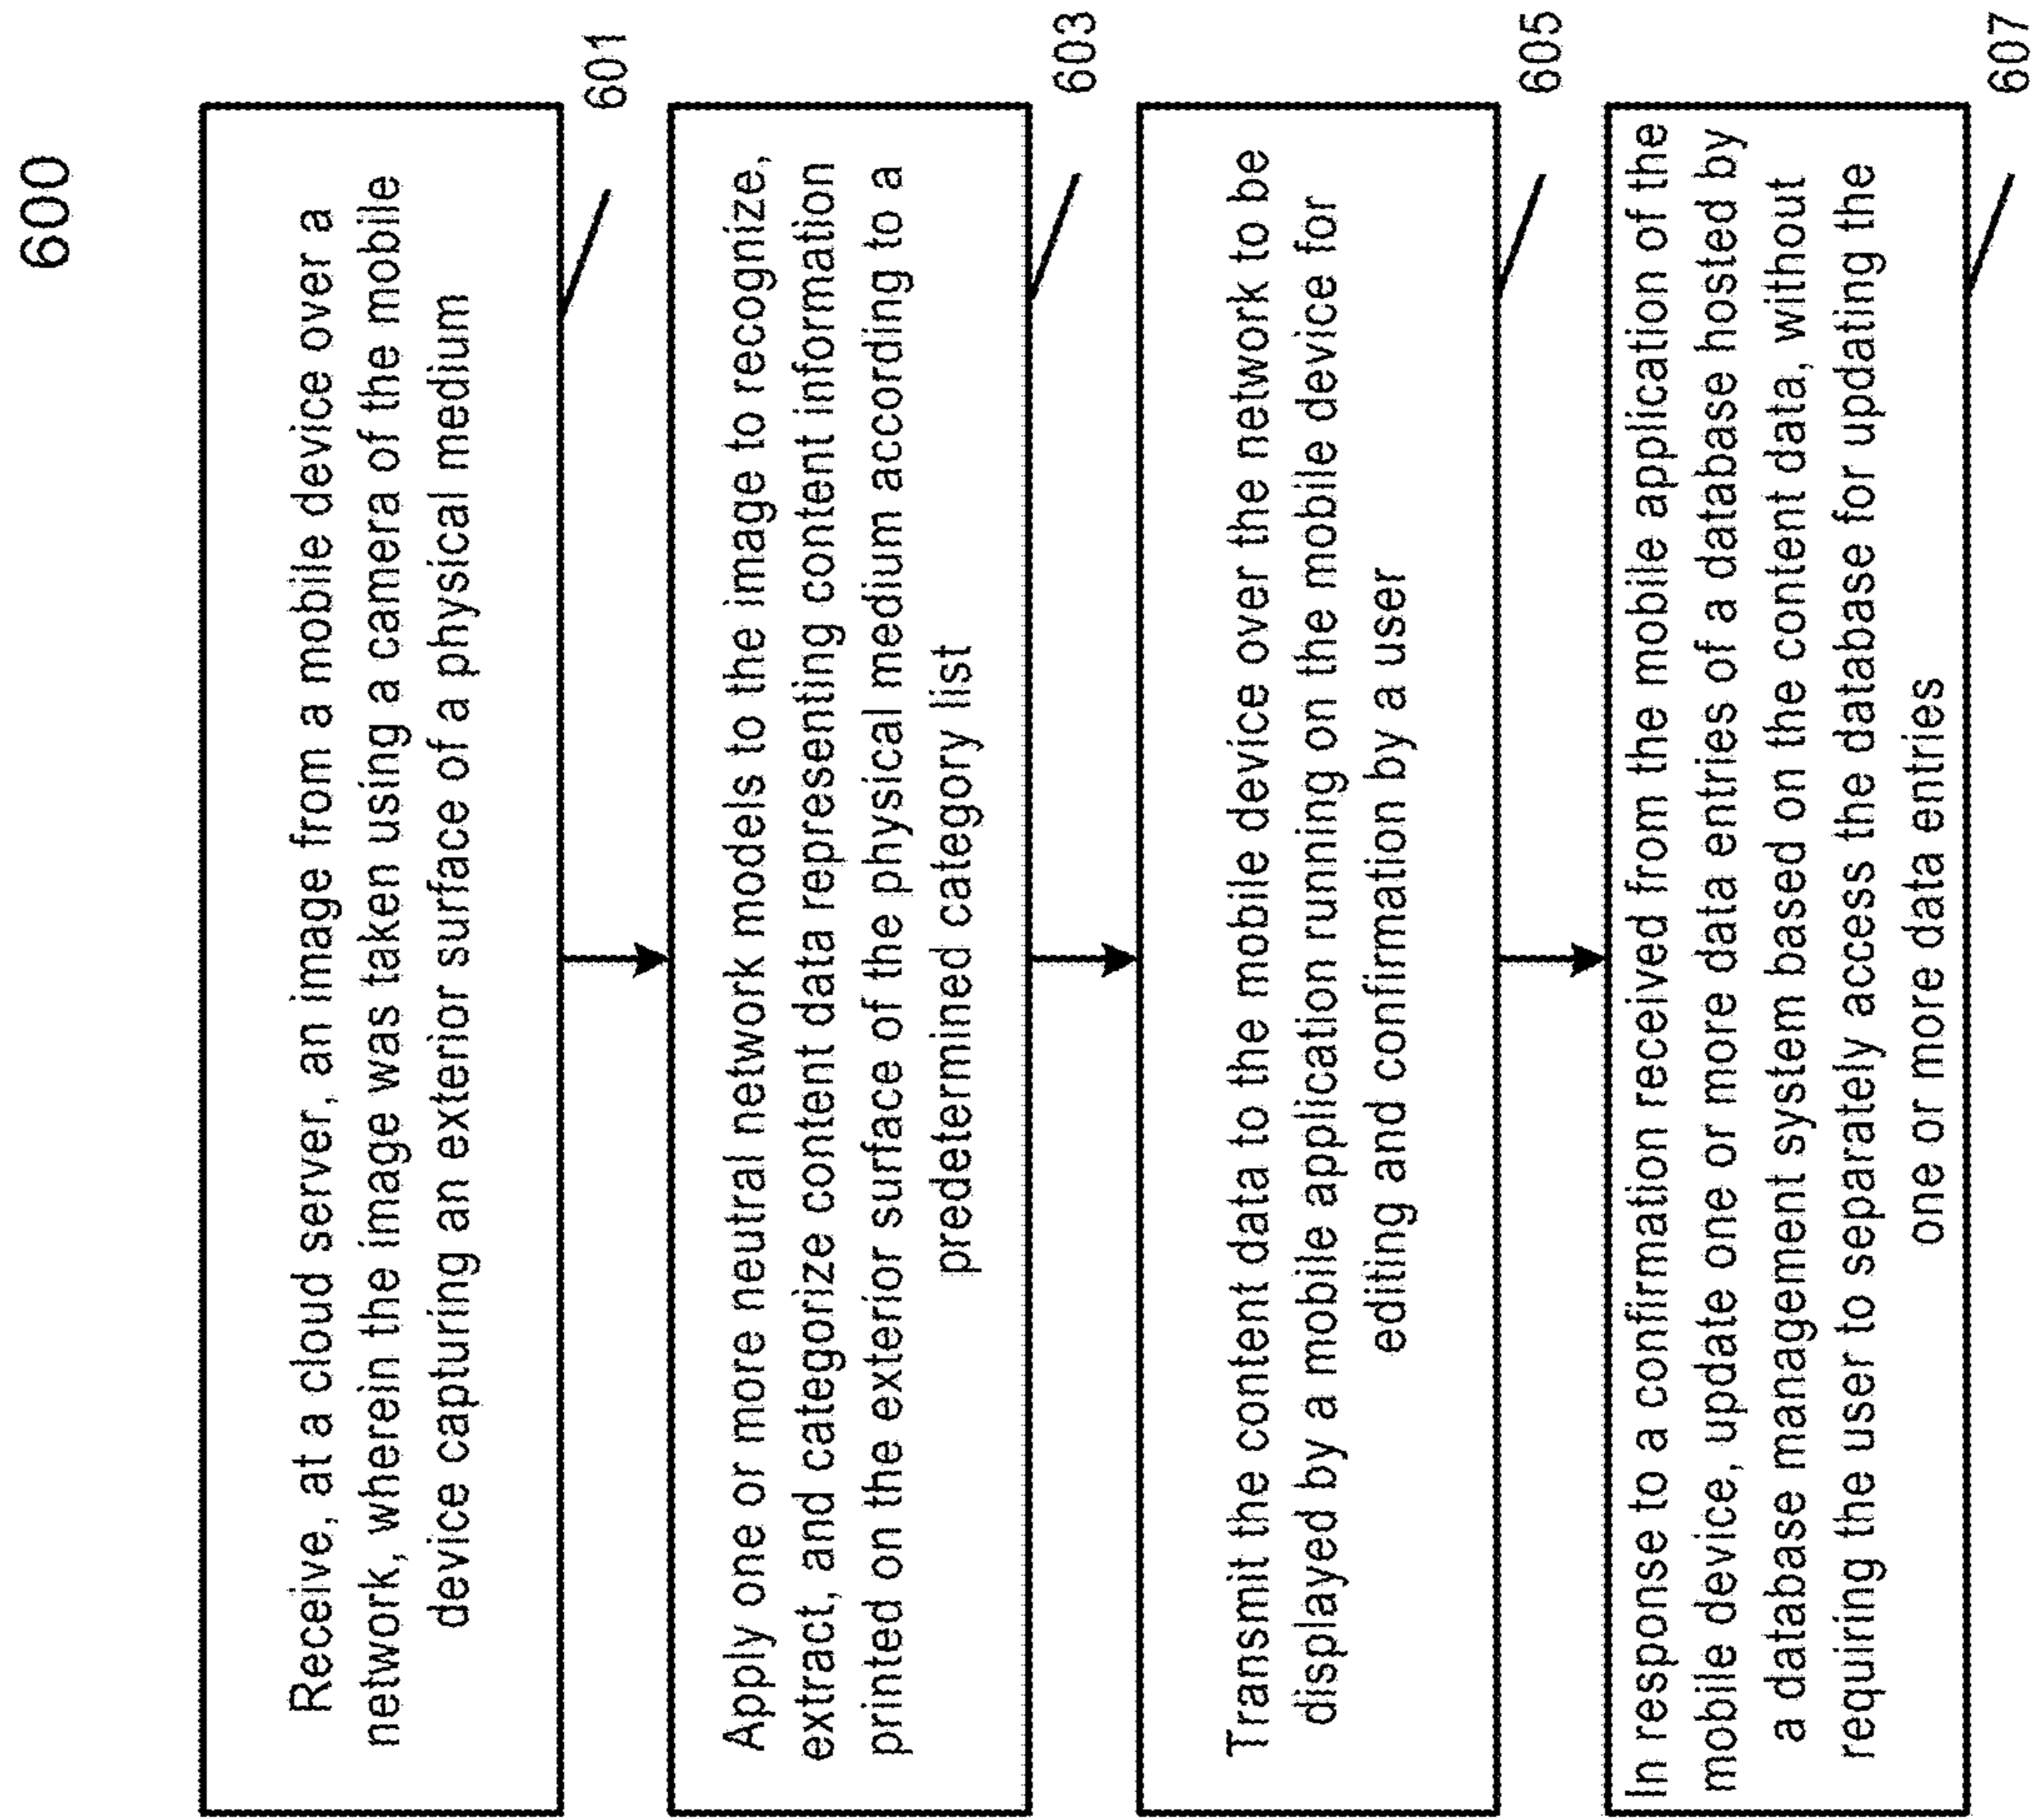 600
Receive, at a cloud server, an image from a mobile device over a
network, wherein the image was taken using a camera of the mobile
device capturing an exterior surface of a physical medium
601
Apply one or more neutral network models to the image to recognize,
extract, and categorize content data representing content information
printed on the exterior surface of the physical medium according to a
predetermined category list
603
Transmit the content data to the mobile device over the network to be
displayed by a mobile application running on the mobile device for
editing and confirmation by a user
605
In response to a confirmation received from the mobile application of the
mobile device, update one or more data entries of a database hosted by
a database management system based on the content data, without
requiring the user to separately access the database for updating the
one or more data entries
607